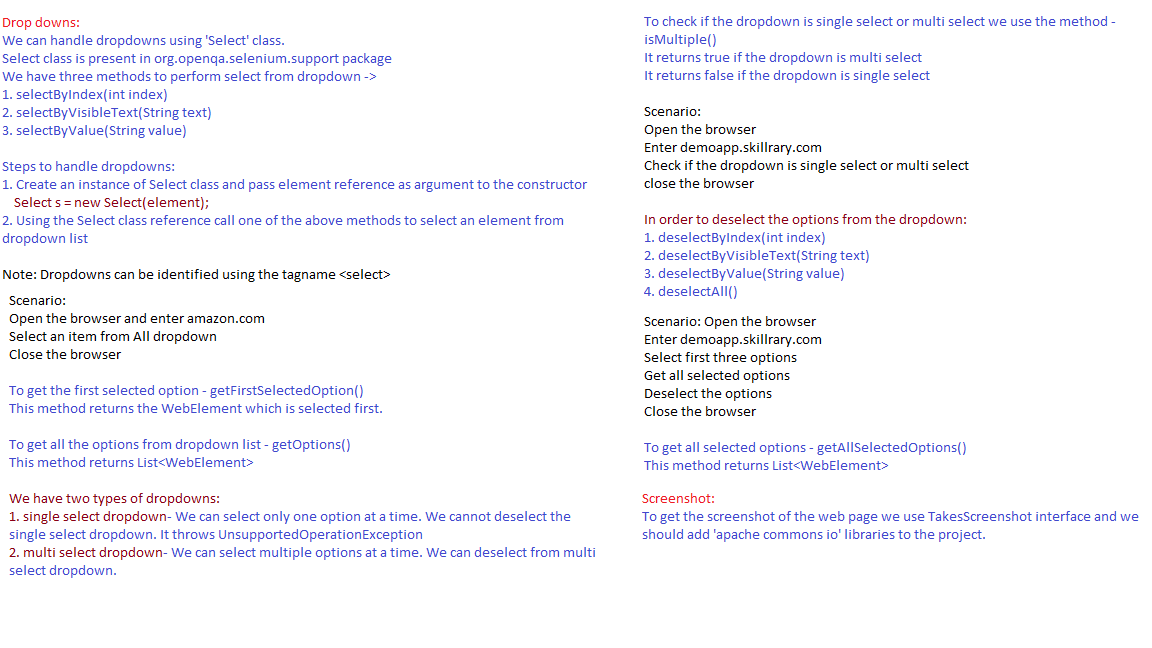 Drop downs:
We can handle dropdowns using 'Select' class.
Select class is present in org.openqa.selenium.support package
We have three methods to perform select from dropdown ->
1. selectByIndex(int index)
2. selectByVisibleText(String text)
3. selectByValue(String value)
Steps to handle dropdowns:
1. Create an instance of Select class and pass element reference as argument to the constructor
Select s = new Select(element);
2. Using the Select class reference call one of the above methods to select an element from
dropdown list
Note: Dropdowns can be identified using the tagname <select>
Scenario:
Open the browser and enter amazon.com
Select an item from All dropdown
Close the browser
To get the first selected option - getFirstSelectedOption()
This method returns the WebElement which is selected first.
To get all the options from dropdown list - getOptions()
This method returns List<WebElement>
We have two types of dropdowns:
1. single select dropdown- We can select only one option at a time. We cannot deselect the
single select dropdown. It throws UnsupportedOperationException
2. multi select dropdown- We can select multiple options at a time. We can deselect from multi
select dropdown.
To check if the dropdown is single select or multi select we use the method -
isMultiple()
It returns true if the dropdown is multi select
It returns false if the dropdown is single select
Scenario:
Open the browser
Enter demoapp.skillrary.com
Check if the dropdown is single select or multi select
close the browser
In order to deselect the options from the dropdown:
1. deselectByIndex(int index)
2. deselectByVisibleText(String text)
3. deselectByValue(String value)
4. deselectAll()
Scenario: Open the browser
Enter demoapp.skillrary.com
Select first three options
Get all selected options
Deselect the options
Close the browser
To get all selected options - getAllSelectedOptions()
This method returns List<WebElement>
Screenshot:
To get the screenshot of the web page we use TakesScreenshot interface and we
should add 'apache commons io' libraries to the project.